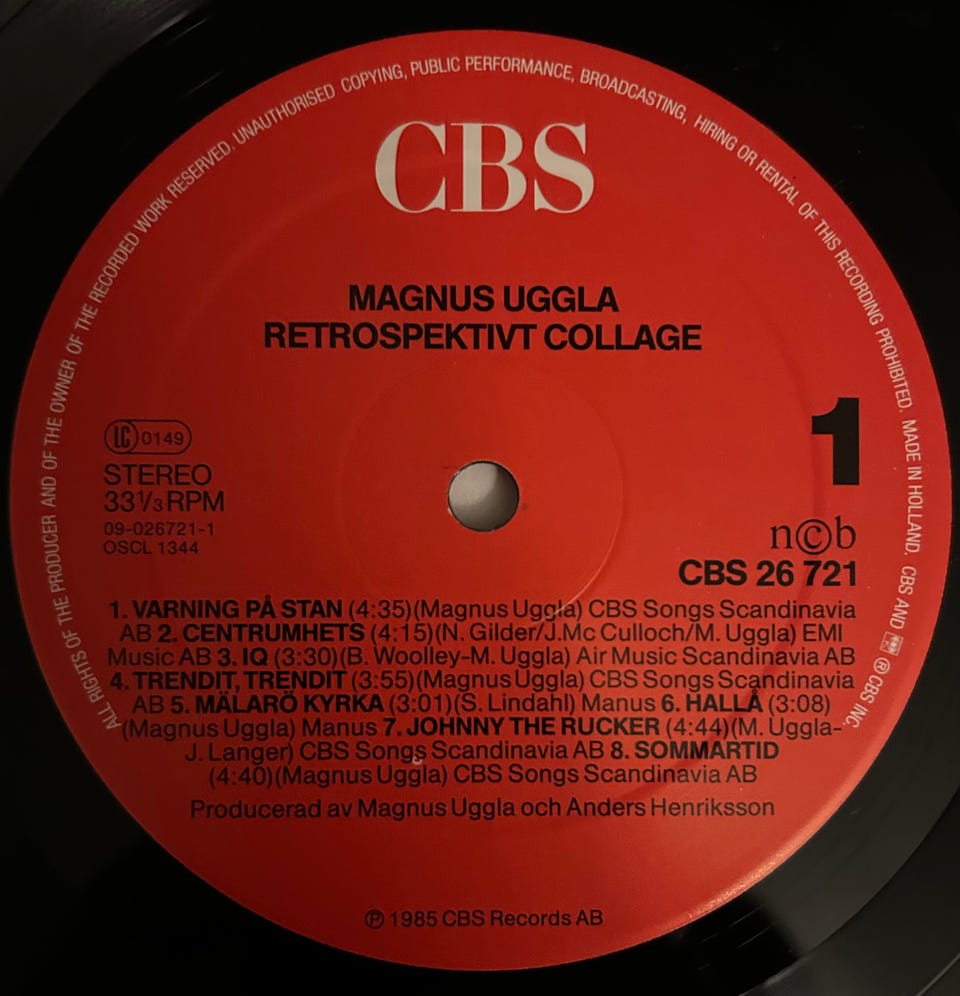 ALL RIGHTS OF THE PRODUCER AND OF THE OWNER OF THE RECORDED WORK RESERVED. UNAUTHORISED COPYING, PUBLIC PERFORMANCE, BROADCASTING, HIRING OR RENTAL OF THIS RECORDING PROHIBITED. MADE IN HOLLAND. CBS AND ® CBS INC.
CBS
MAGNUS UGGLA
RETROSPEKTIVT COLLAGE
1
LC 0149
STEREO
33 1/3 RPM
09-026721-1
OSCL 1344
n©b
CBS 26 721
1. VARNING PÅ STAN (4:35)(Magnus Uggla) CBS Songs Scandinavia
AB 2. CENTRUMHETS (4:15)(N. Gilder/J.Mc Culloch/M. Uggla) EMI
Music AB 3. IQ (3:30)(B. Woolley-M. Uggla) Air Music Scandinavia AB
4. TRENDIT, TRENDIT (3:55)(Magnus Uggla) CBS Songs Scandinavia
AB 5. MÄLARÖ KYRKA (3:01)(S. Lindahl) Manus 6. HALLÅ (3:08)
(Magnus Uggla) Manus 7. JOHNNY THE RUCKER (4:44)(M. Uggla-
J. Langer) CBS Songs Scandinavia AB 8. SOMMARTID
(4:40)(Magnus Uggla) CBS Songs Scandinavia AB
Producerad av Magnus Uggla och Anders Henriksson
℗ 1985 CBS Records AB